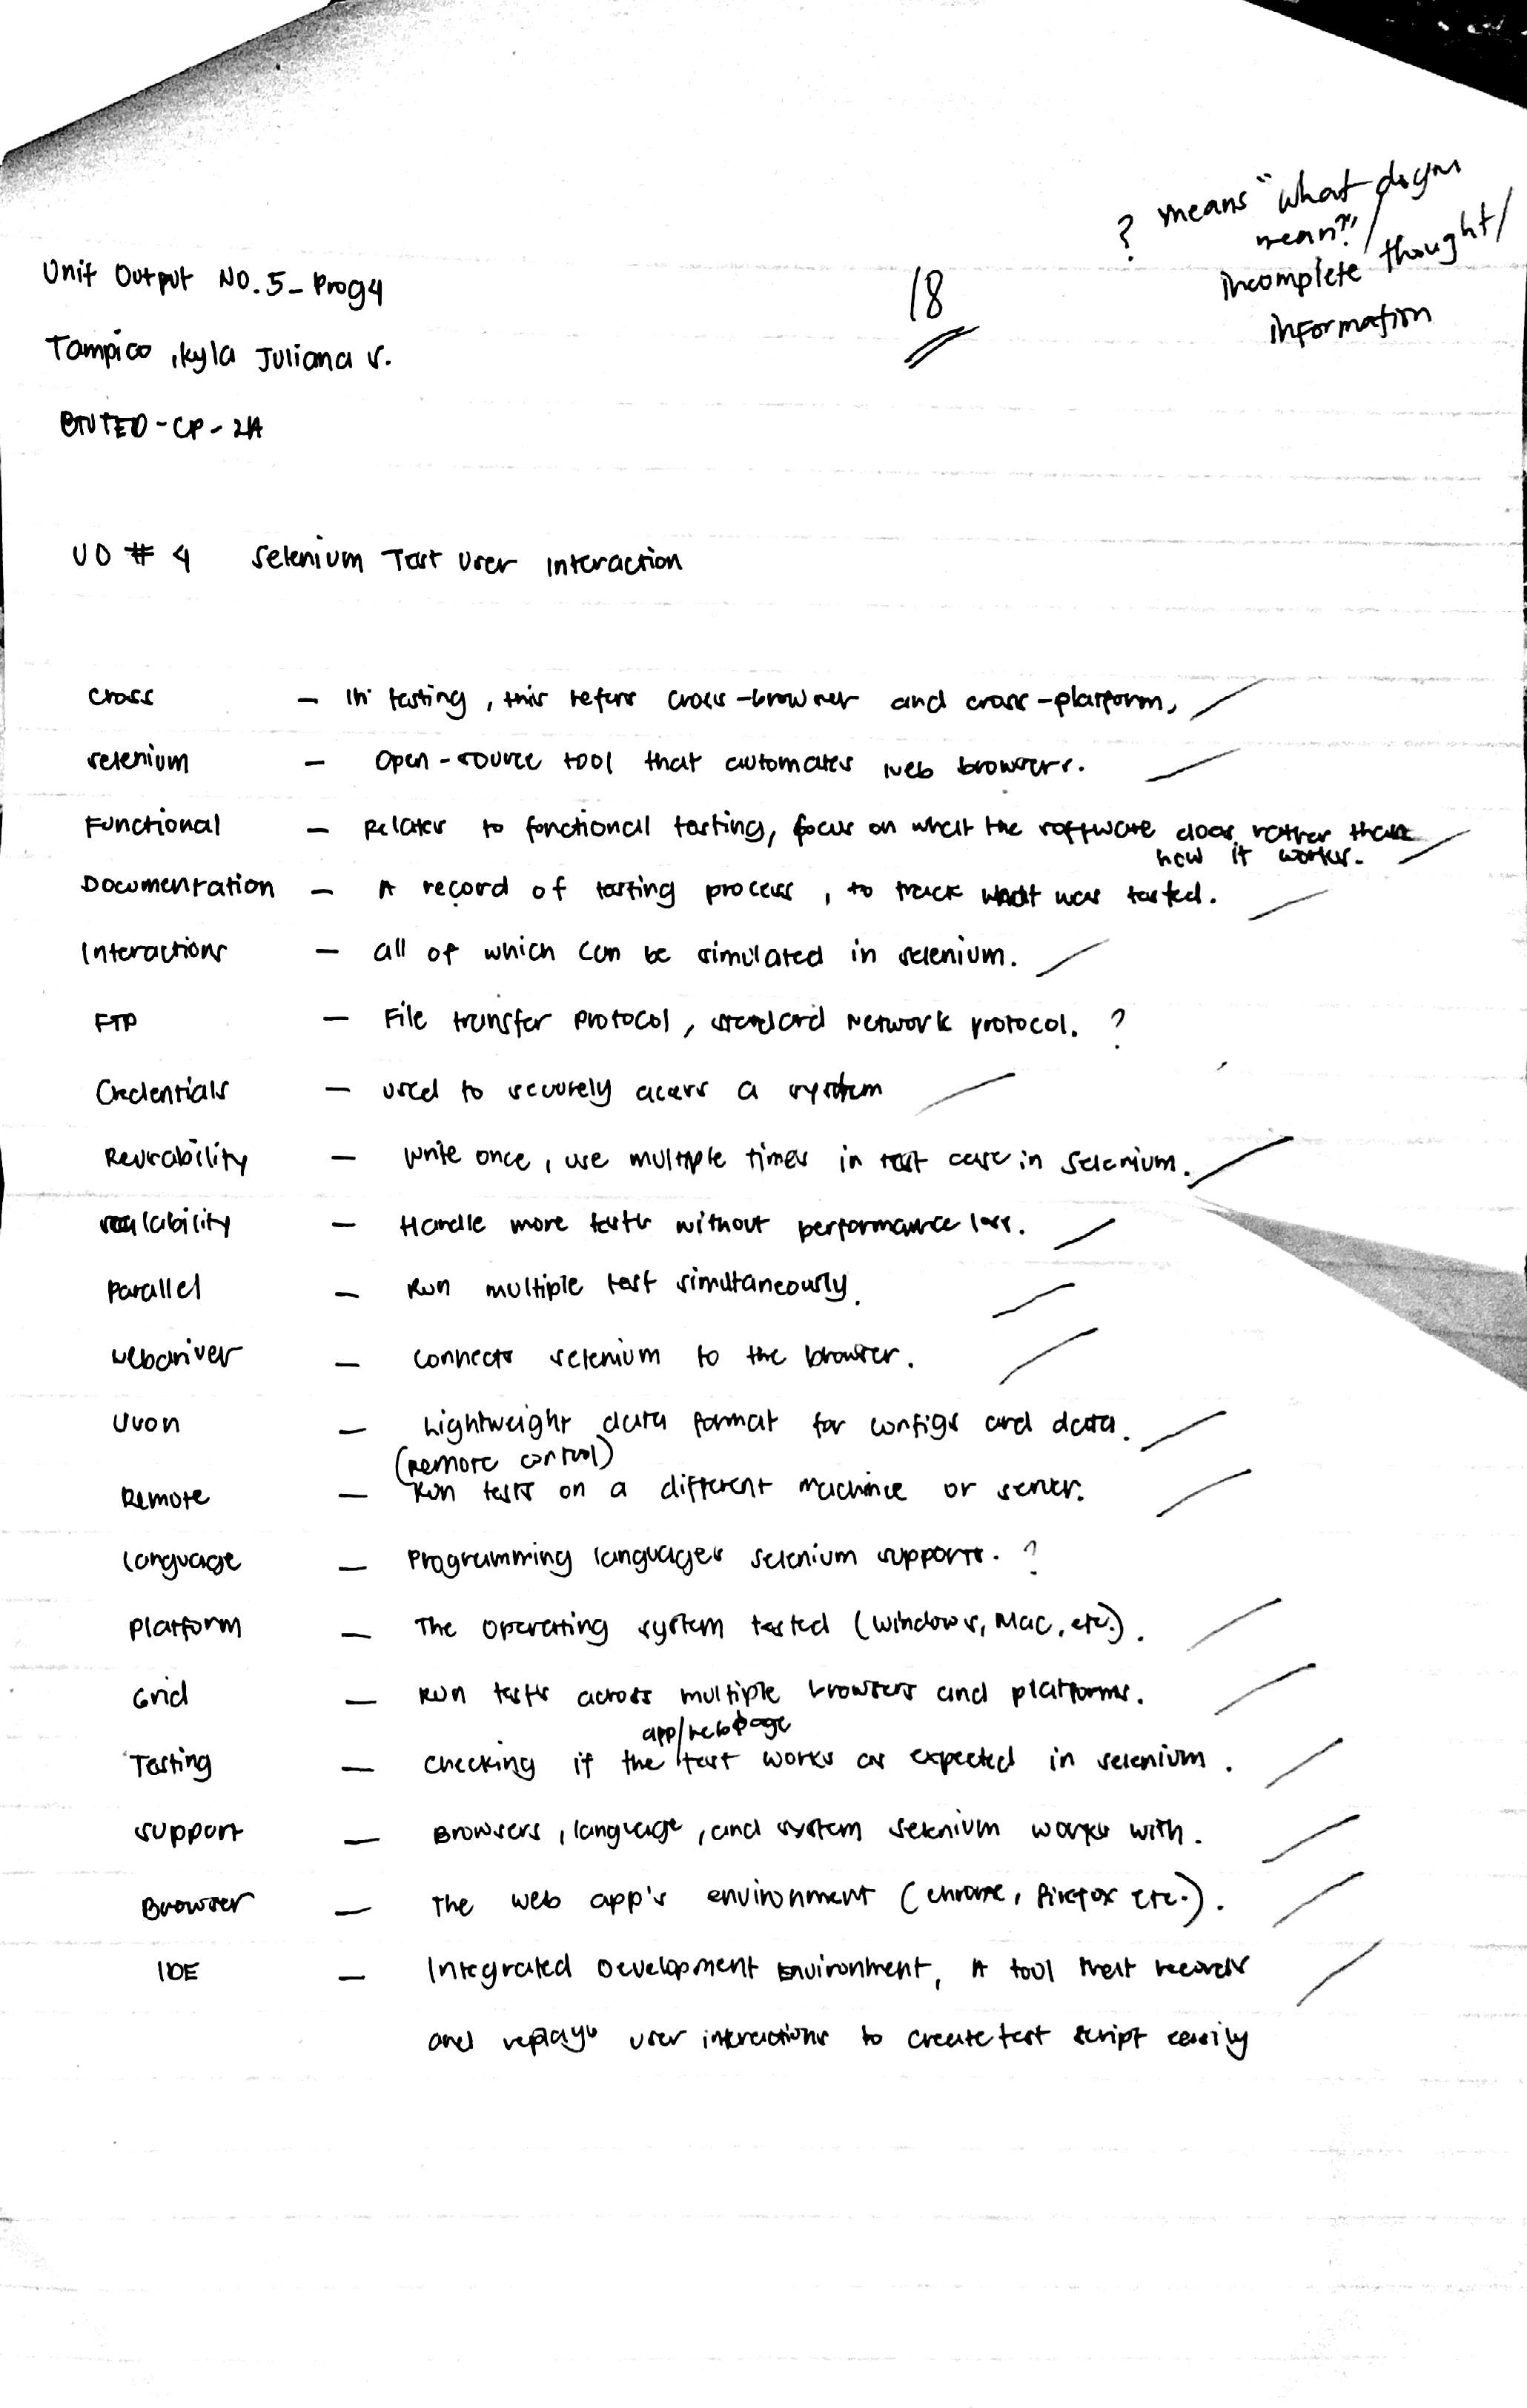 ? means "what do you
mean?"/
incomplete thought/
information
Unit Output No.5_Prog4
18
Tampico, kyla Juliana V.
BTVTED-CP-2A
UO # 4 Selenium Test User Interaction
Cross – In testing, this refers cross-browser and cross-platform.
Selenium – Open-source tool that automates web browsers.
Functional – Relates to fonctional testing, focus on what the software does, rather than
how it works.
Documentation – A record of testing process, to track what was tested.
Interactions – all of which can be simulated in selenium.
FTP – File transfer protocol, standard Network protocol. ?
Credentials – used to securely acess a system
Reusability – Write once, use multiple times in test case in Selenium.
scalability – Handle more tests without performance loss.
Parallel – Run multiple test simultaneously.
webdriver – connects selenium to the browser.
– Lightweight data format for configs and data.
(remote control)
Remote – Run tests on a different machince or server.
language – Programming languages selenium supports. ?
Platform – The operating system tested (windows, Mac, etc.).
Grid – Run tests across multiple browsers and platforms.
app/webpage
Testing – Checking if the test works as expected in selenium.
support – Browsers, language, and system selenium works with.
Browser – The web app's environment (chrome, firefox etc.).
IDE – Integrated Development Environment, A tool that records
and replays user interactions to create test script easily